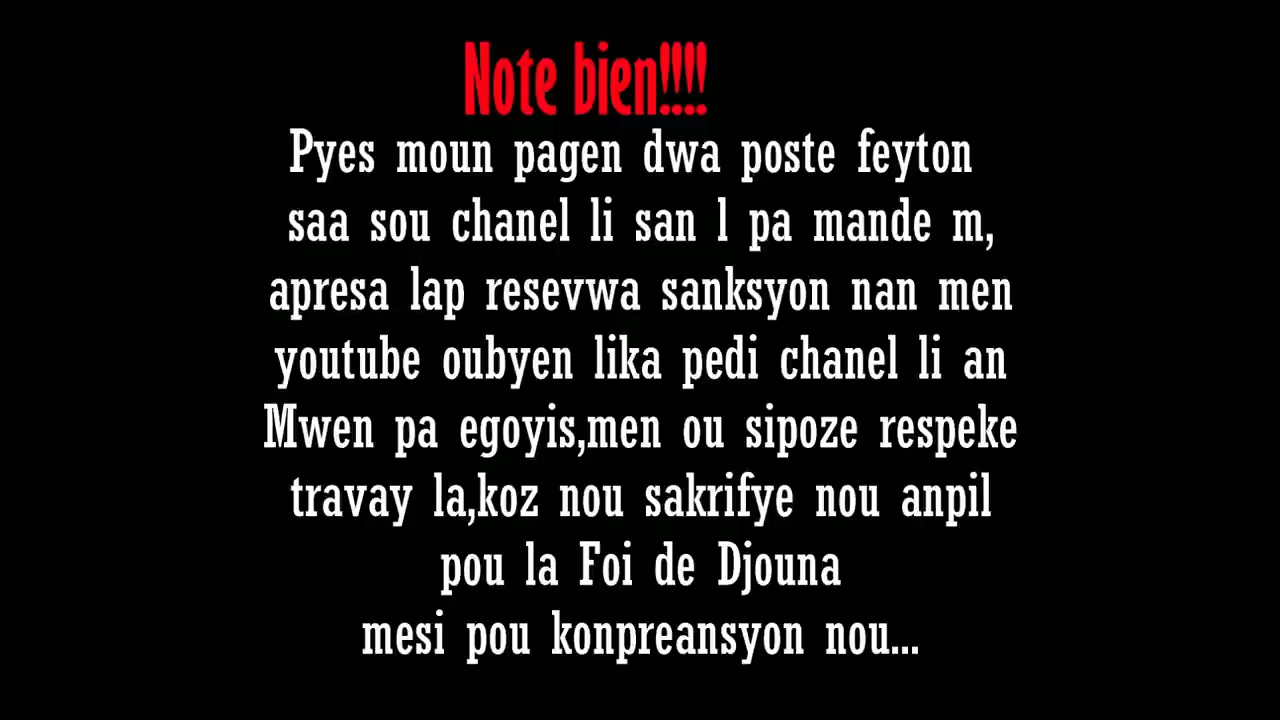 Note bien!!!!
Pyes moun pagen dwa poste feyton
saa sou chanel li san l pa mande m,
apresa lap resevwa sanksyon nan men
youtube oubyen lika pedi chanel li an
Mwen pa egoyis,men ou sipoze respeke
travay la,koz nou sakrifye nou anpil
pou la Foi de Djouna
mesi pou konpreansyon nou...